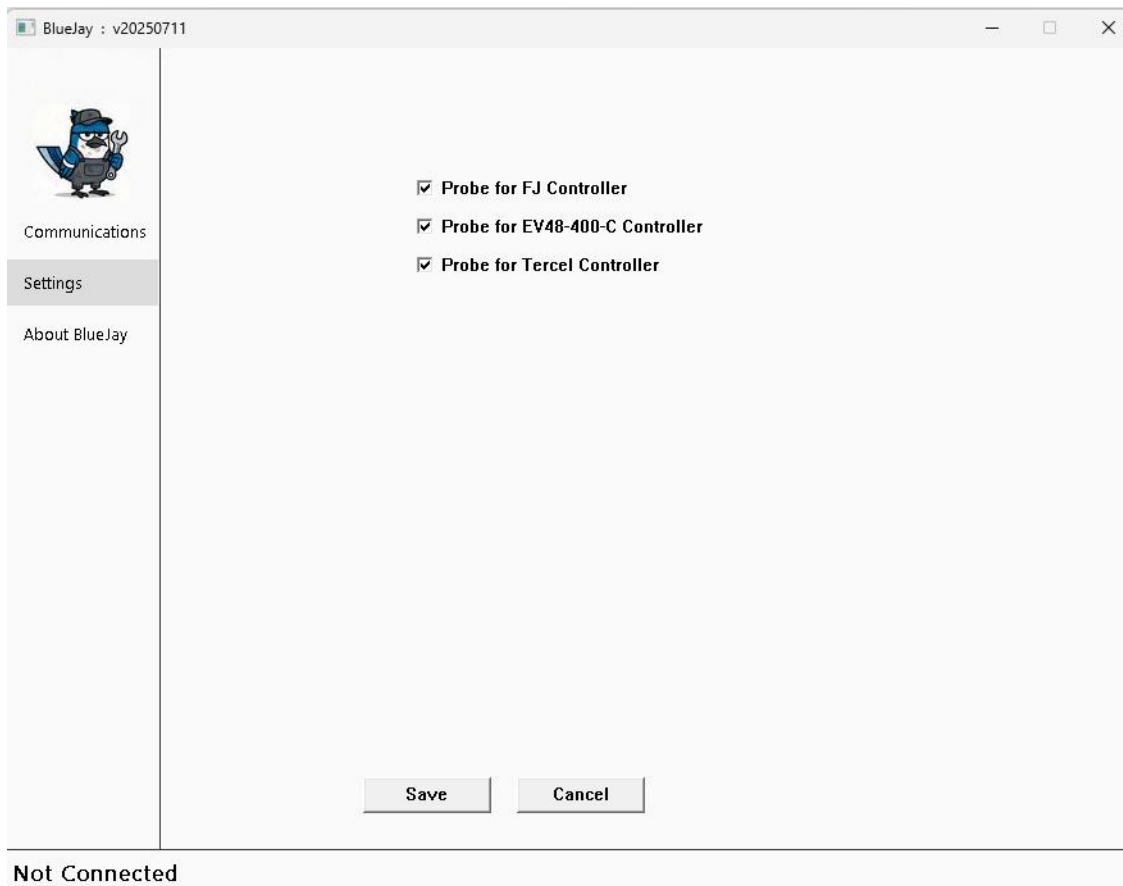 BlueJay : v20250711
Communications
Settings
About BlueJay
Probe for FJ Controller
Probe for EV48-400-C Controller
Probe for Tercel Controller
Save
Cancel
Not Connected